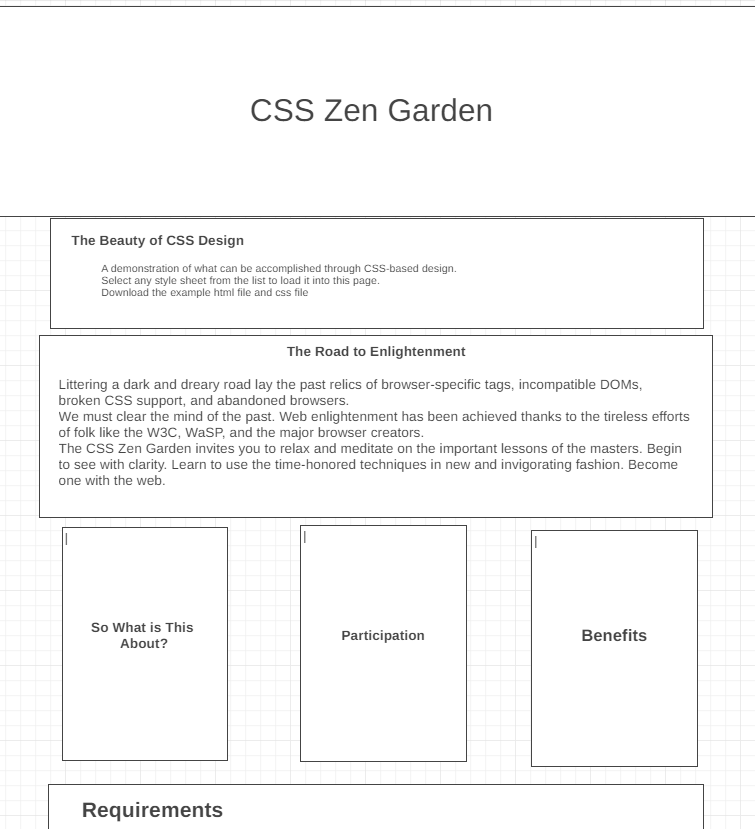 CSS Zen Garden
The Beauty of CSS Design
A demonstration of what can be accomplished through CSS-based design.
Select any style sheet from the list to load it into this page.
Download the example html file and css file
The Road to Enlightenment
Littering a dark and dreary road lay the past relics of browser-specific tags, incompatible DOMs,
broken CSS support, and abandoned browsers.
We must clear the mind of the past. Web enlightenment has been achieved thanks to the tireless efforts
of folk like the W3C, WaSP, and the major browser creators.
The CSS Zen Garden invites you to relax and meditate on the important lessons of the masters. Begin
to see with clarity. Learn to use the time-honored techniques in new and invigorating fashion. Become
one with the web.
|
|
|
So What is This
About?
Participation
Benefits
Requirements